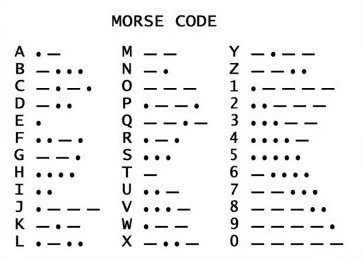 MORSE CODE
A •— M —— Y —•——
B —••• N —• Z ——••
C —•—• O ——— 1 •————
D —•• P •——• 2 ••———
E • Q ——•— 3 •••——
F ••—• R •—• 4 ••••—
G ——• S ••• 5 •••••
H •••• T — 6 —••••
I •• U ••— 7 ——•••
J •——— V •••— 8 ———••
K —•— W •—— 9 ————•
L •—•• X —••— 0 —————